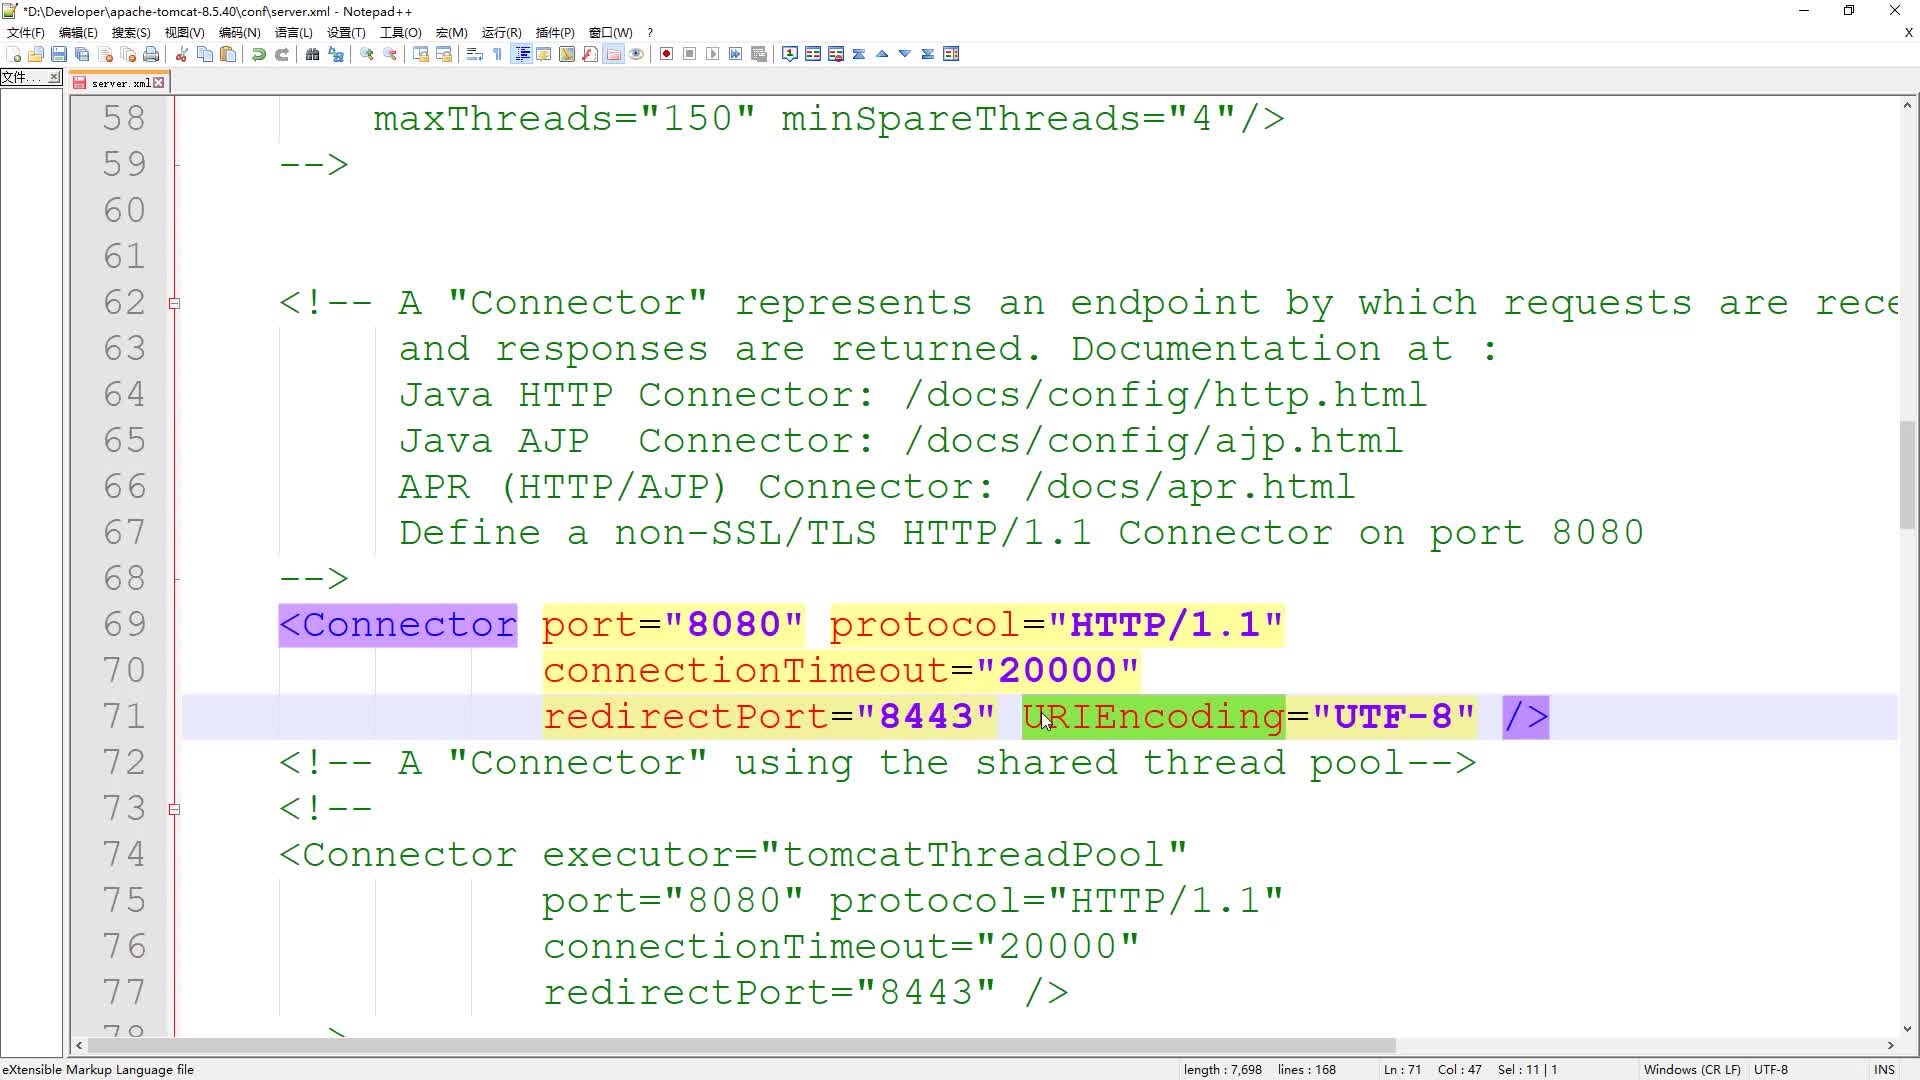 *D:\Developer\apache-tomcat-8.5.40\conf\server.xml - Notepad++
文件(F) 编辑(E) 搜索(S) 视图(V) 编码(N) 语言(L) 设置(T) 工具(O) 宏(M) 运行(R) 插件(P) 窗口(W) ? X
文件... server.xml
58 maxThreads="150" minSpareThreads="4"/>
59 -->
60
61
62 <!-- A "Connector" represents an endpoint by which requests are rece
63 and responses are returned. Documentation at :
64 Java HTTP Connector: /docs/config/http.html
65 Java AJP  Connector: /docs/config/ajp.html
66 APR (HTTP/AJP) Connector: /docs/apr.html
67 Define a non-SSL/TLS HTTP/1.1 Connector on port 8080
68 -->
69 <Connector port="8080" protocol="HTTP/1.1"
70 connectionTimeout="20000"
71 redirectPort="8443" URIEncoding="UTF-8" />
72 <!-- A "Connector" using the shared thread pool-->
73 <!--
74 <Connector executor="tomcatThreadPool"
75 port="8080" protocol="HTTP/1.1"
76 connectionTimeout="20000"
77 redirectPort="8443" />
78 -->
eXtensible Markup Language file length : 7,698 lines : 168 Ln : 71 Col : 47 Sel : 11 | 1 Windows (CR LF) UTF-8 INS